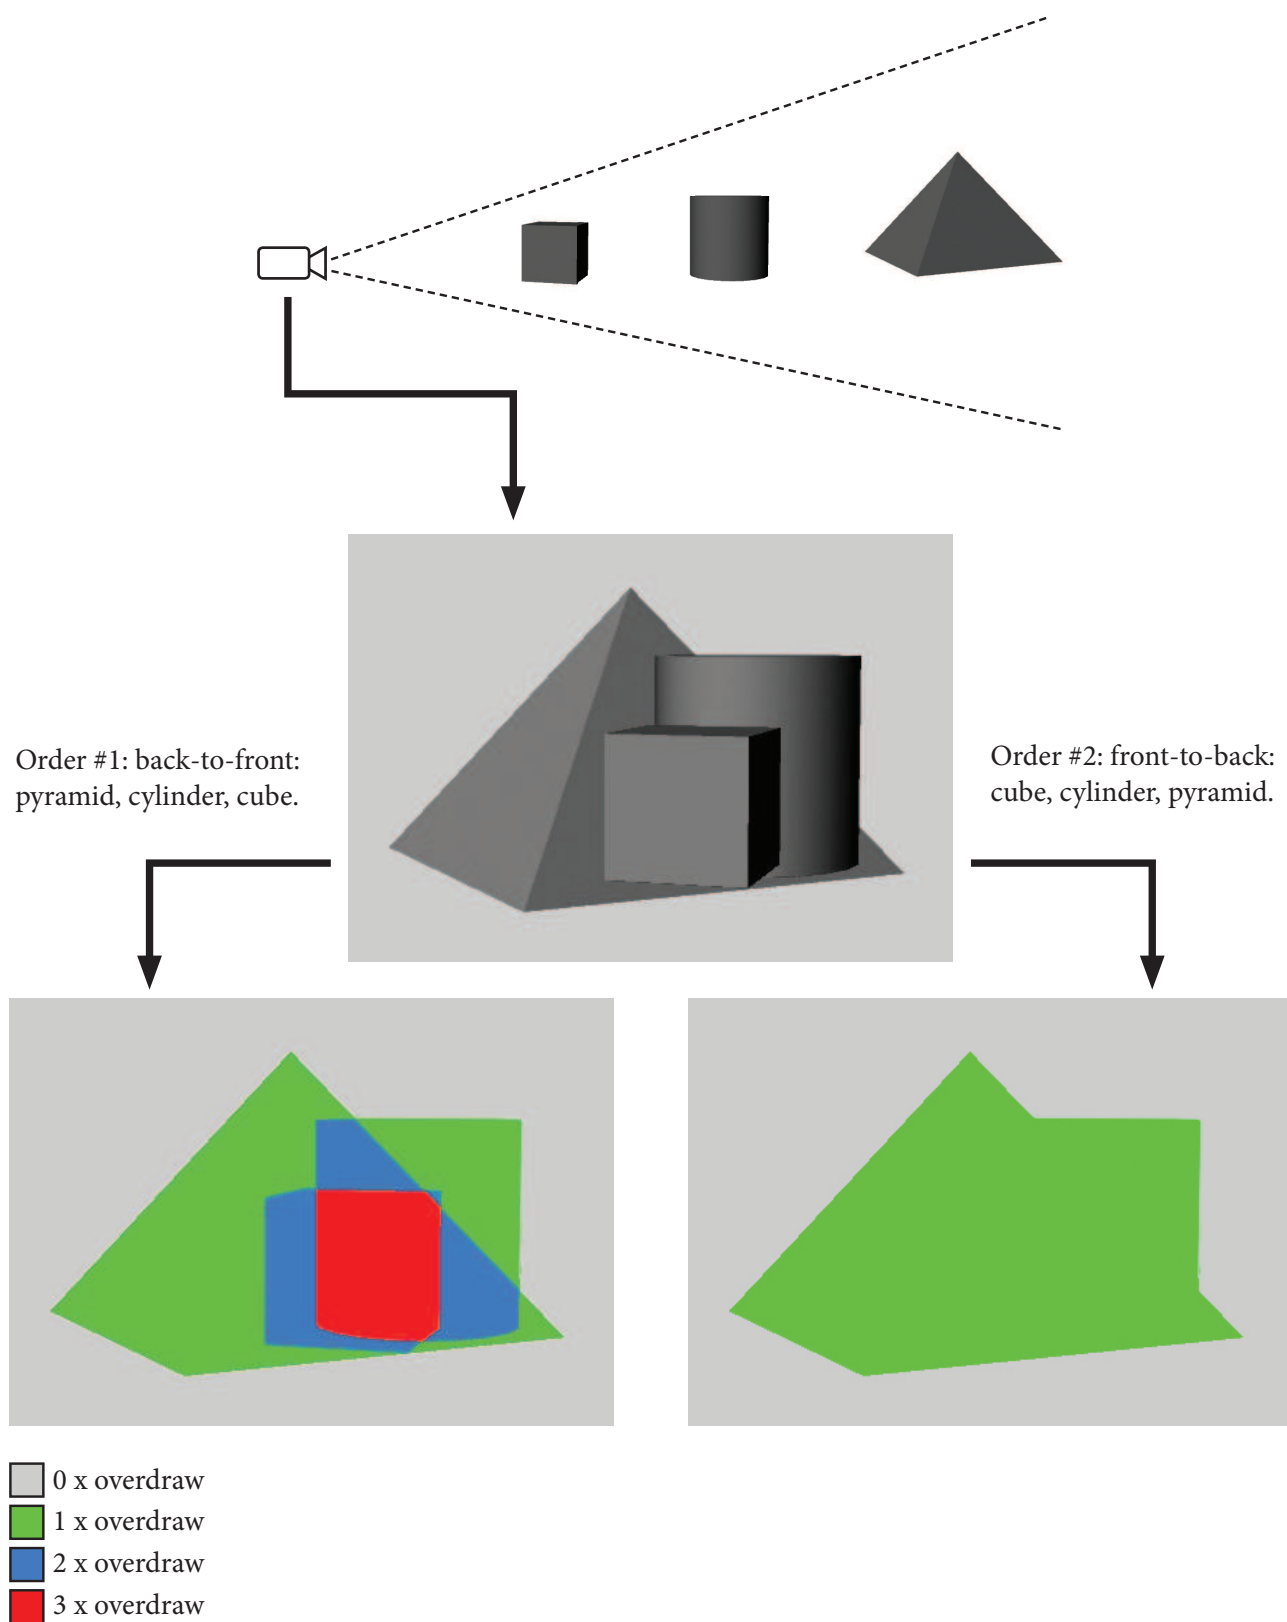 Order #1: back-to-front:
pyramid, cylinder, cube.
Order #2: front-to-back:
cube, cylinder, pyramid.
0 x overdraw
1 x overdraw
2 x overdraw
3 x overdraw